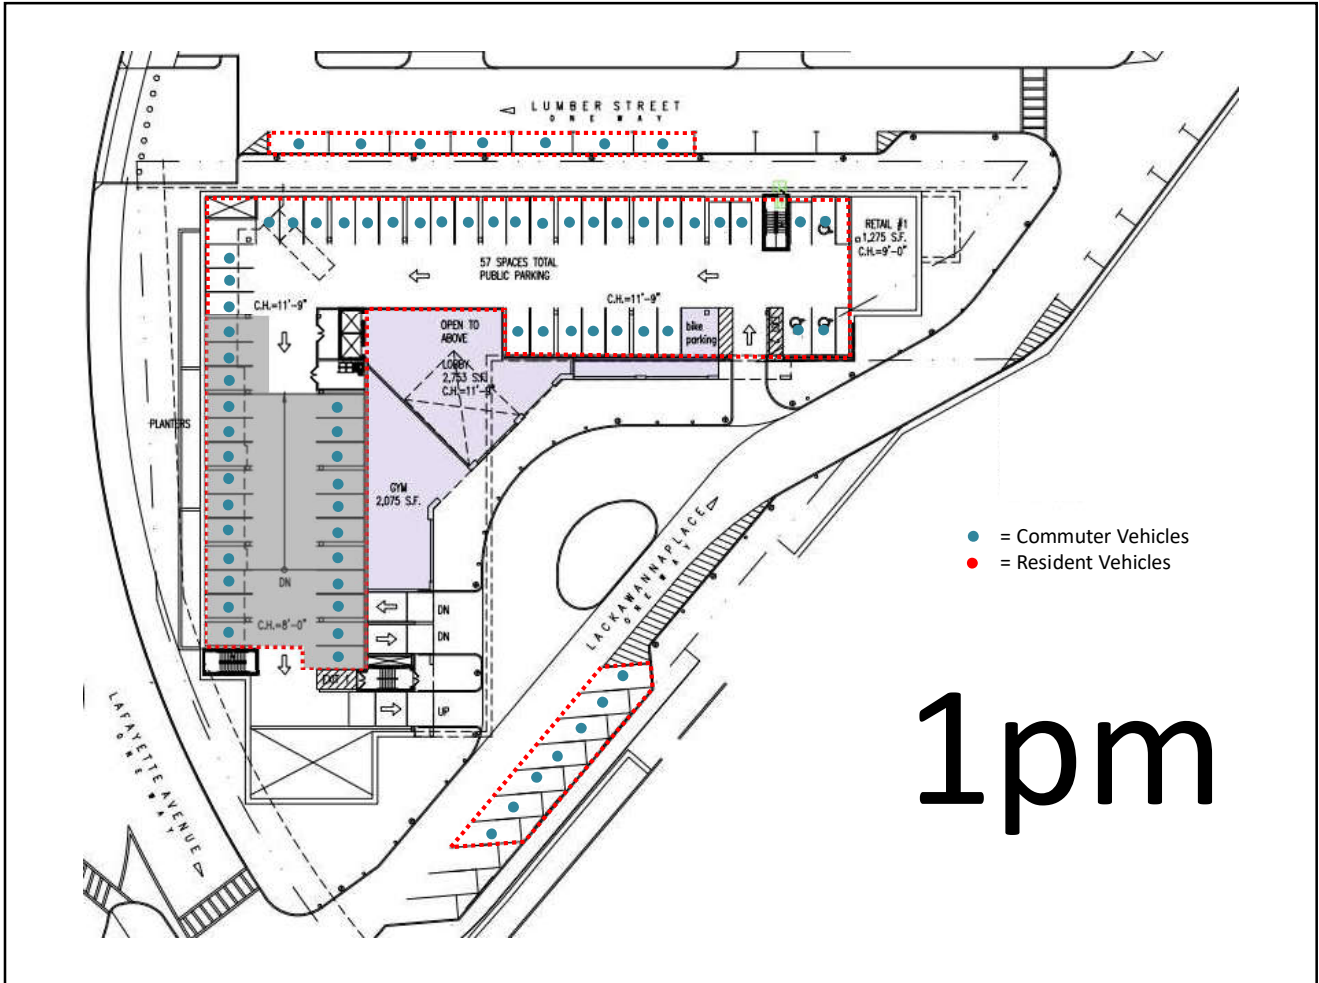 LUMBER STREET
ONE WAY
RETAIL #1
1,275 S.F.
C.H.=9'-0"
57 SPACES TOTAL
PUBLIC PARKING
C.H.=11'-9"
C.H.=11'-9"
OPEN TO
ABOVE
bike
parking
LOBBY
2,753 S.F.
PLANTERS
GYM
2,075 S.F.
LACKAWANNA PLACE
ONE WAY
= Commuter Vehicles
= Resident Vehicles
DN
DN
C.H.=8'-0"
DN
EXIT
UP
LAFAYETTE AVENUE
ONE WAY
1pm